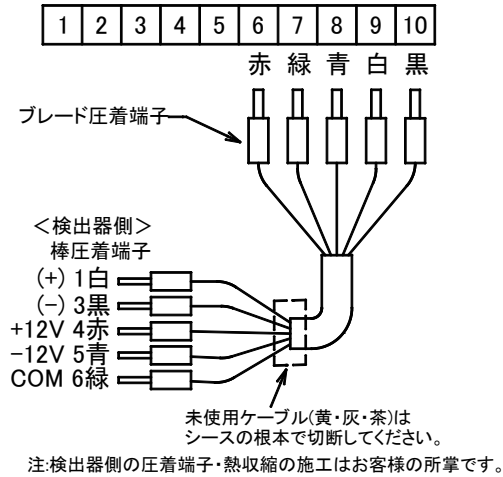 1 2 3 4 5 6 7 8 9 10
赤 緑 青 白 黒
ブレード圧着端子
＜検出器側＞
棒圧着端子
(+) 1白
(-) 3黒
+12V 4赤
-12V 5青
COM 6緑
未使用ケーブル(黄・灰・茶)は
シースの根本で切断してください。
注:検出器側の圧着端子・熱収縮の施工はお客様の所掌です。